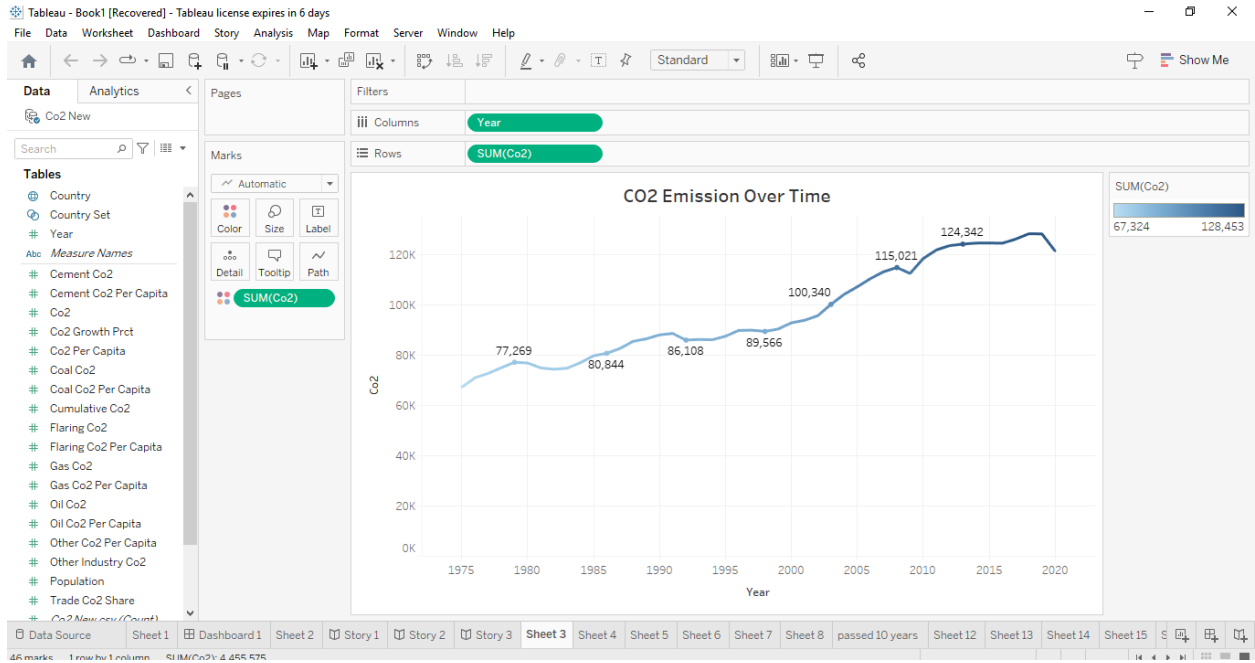 Tableau - Book1 [Recovered] - Tableau license expires in 6 days
File Data Worksheet Dashboard Story Analysis Map Format Server Window Help
Standard
Show Me
Data Analytics
Co2 New
Search
Tables
Country
Country Set
Year
Abc Measure Names
Cement Co2
Cement Co2 Per Capita
Co2
Co2 Growth Prct
Co2 Per Capita
Coal Co2
Coal Co2 Per Capita
Cumulative Co2
Flaring Co2
Flaring Co2 Per Capita
Gas Co2
Gas Co2 Per Capita
Oil Co2
Oil Co2 Per Capita
Other Co2 Per Capita
Other Industry Co2
Population
Trade Co2 Share
Co2 New.csv (Count)
Pages
Marks
Automatic
Color Size Label
Detail Tooltip Path
SUM(Co2)
Filters
Columns Year
Rows SUM(Co2)
CO2 Emission Over Time
120K
100K
80K
60K
40K
20K
0K
Co2
77,269
80,844
86,108
89,566
100,340
115,021
124,342
1975 1980 1985 1990 1995 2000 2005 2010 2015 2020
Year
SUM(Co2)
67,324 128,453
Data Source Sheet 1 Dashboard 1 Sheet 2 Story 1 Story 2 Story 3 Sheet 3 Sheet 4 Sheet 5 Sheet 6 Sheet 7 Sheet 8 passed 10 years Sheet 12 Sheet 13 Sheet 14 Sheet 15 S
46 marks 1 row by 1 column SUM(Co2): 4,455,575